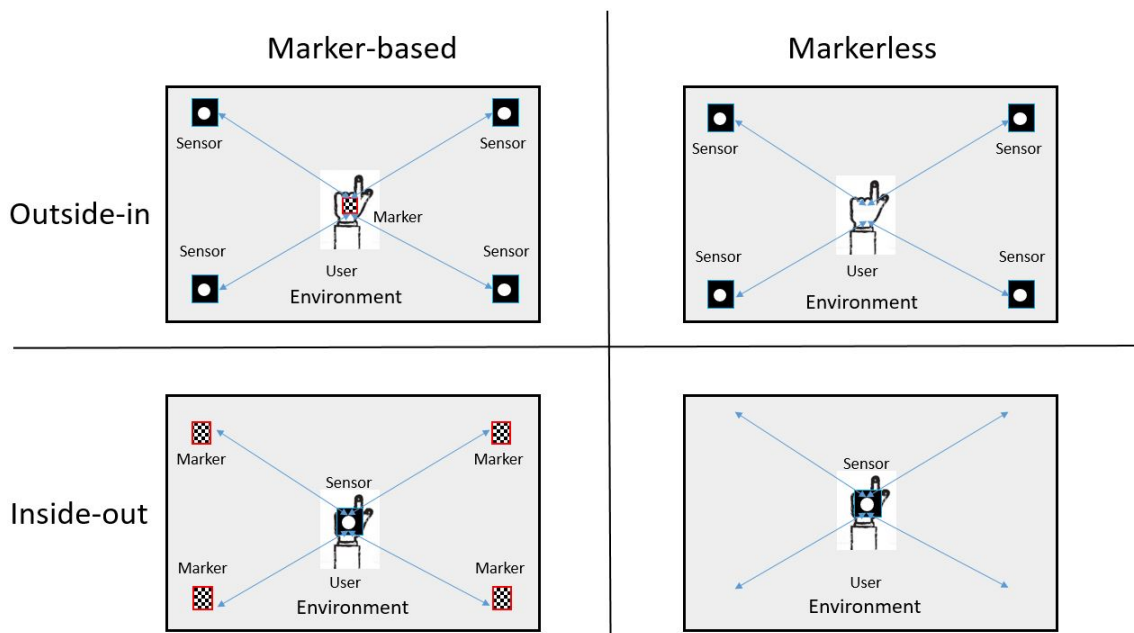 Marker-based
Markerless
Outside-in
Sensor
Sensor
Marker
Sensor
Sensor
User
Environment
Sensor
Sensor
Sensor
Sensor
User
Environment
Inside-out
Marker
Marker
Sensor
Marker
Marker
User
Environment
Sensor
User
Environment